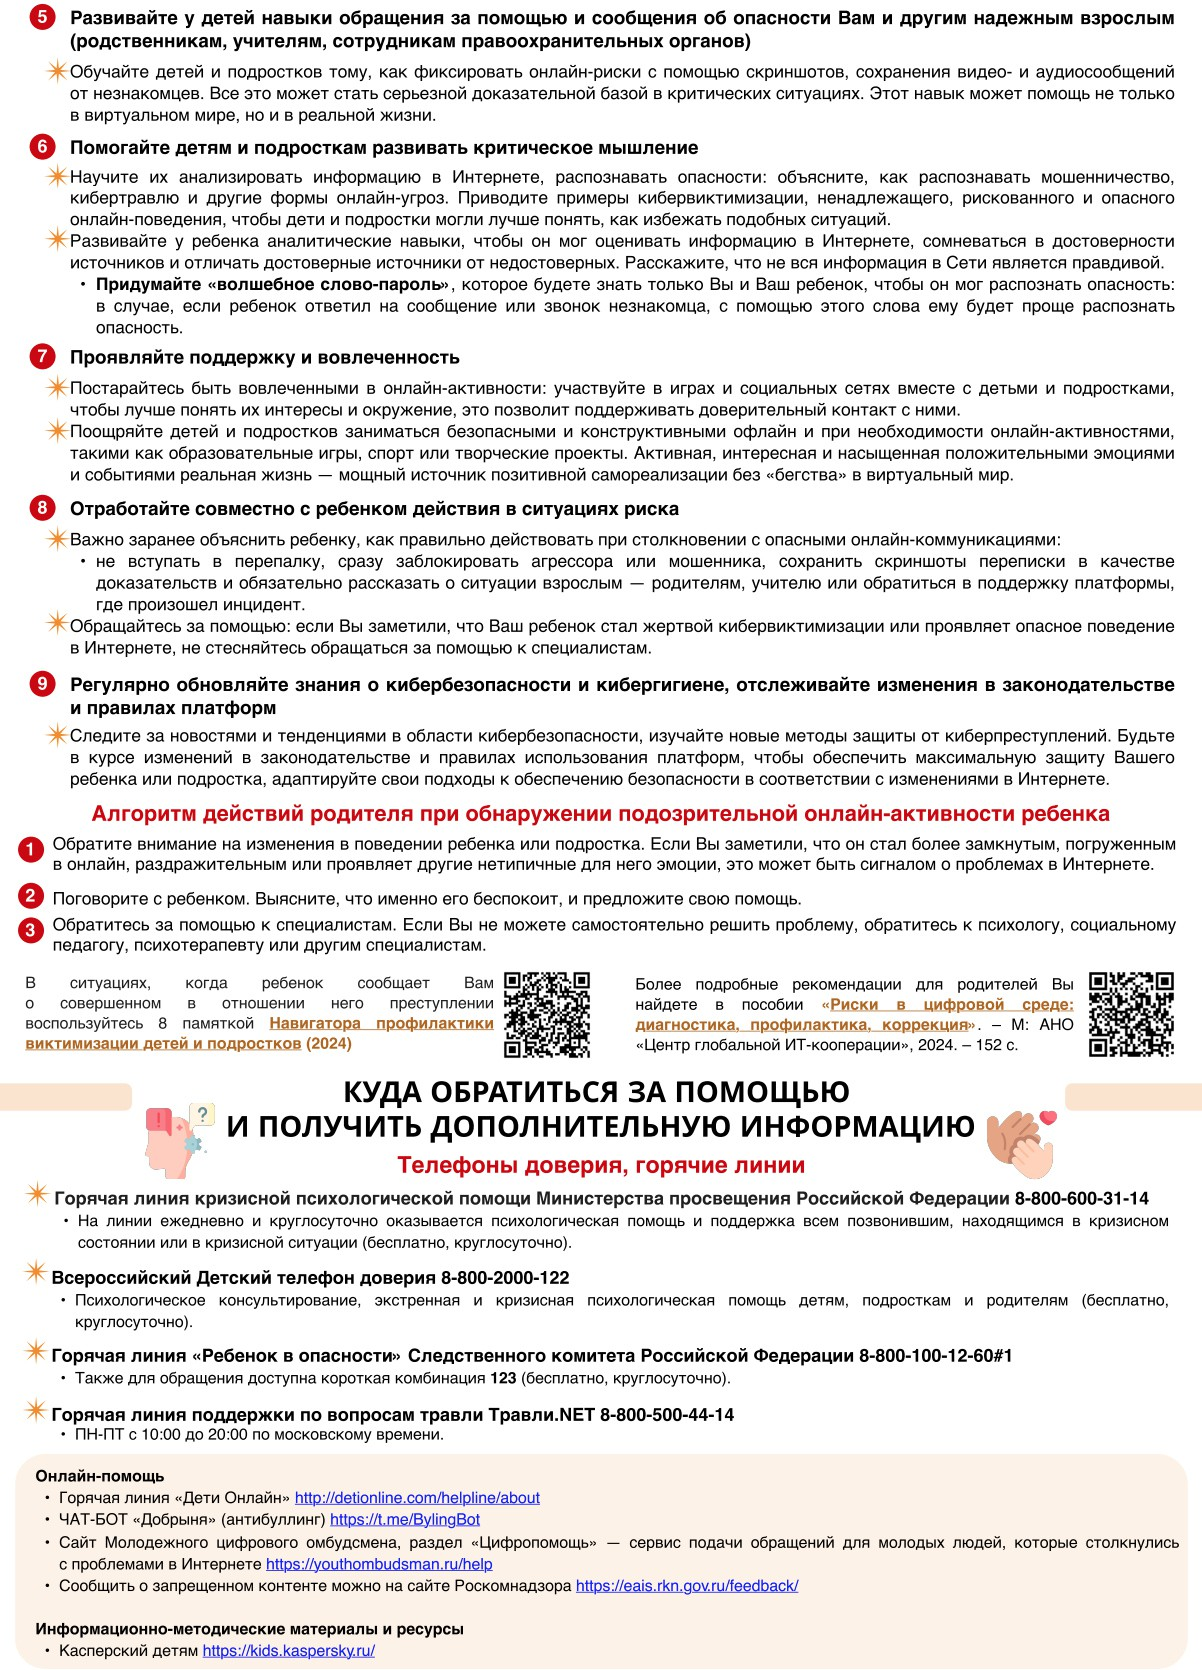 5 Развивайте у детей навыки обращения за помощью и сообщения об опасности Вам и другим надежным взрослым
(родственникам, учителям, сотрудникам правоохранительных органов)
Обучайте детей и подростков тому, как фиксировать онлайн-риски с помощью скриншотов, сохранения видео- и аудиосообщений
от незнакомцев. Все это может стать серьезной доказательной базой в критических ситуациях. Этот навык может помощь не только
в виртуальном мире, но и в реальной жизни.
6 Помогайте детям и подросткам развивать критическое мышление
Научите их анализировать информацию в Интернете, распознавать опасности: объясните, как распознавать мошенничество,
кибертравлю и другие формы онлайн-угроз. Приводите примеры кибервиктимизации, ненадлежащего, рискованного и опасного
онлайн-поведения, чтобы дети и подростки могли лучше понять, как избежать подобных ситуаций.
Развивайте у ребенка аналитические навыки, чтобы он мог оценивать информацию в Интернете, сомневаться в достоверности
источников и отличать достоверные источники от недостоверных. Расскажите, что не вся информация в Сети является правдивой.
• Придумайте «волшебное слово-пароль», которое будете знать только Вы и Ваш ребенок, чтобы он мог распознать опасность:
в случае, если ребенок ответил на сообщение или звонок незнакомца, с помощью этого слова ему будет проще распознать
опасность.
7 Проявляйте поддержку и вовлеченность
Постарайтесь быть вовлеченными в онлайн-активности: участвуйте в играх и социальных сетях вместе с детьми и подростками,
чтобы лучше понять их интересы и окружение, это позволит поддерживать доверительный контакт с ними.
Поощряйте детей и подростков заниматься безопасными и конструктивными офлайн и при необходимости онлайн-активностями,
такими как образовательные игры, спорт или творческие проекты. Активная, интересная и насыщенная положительными эмоциями
и событиями реальная жизнь — мощный источник позитивной самореализации без «бегства» в виртуальный мир.
8 Отработайте совместно с ребенком действия в ситуациях риска
Важно заранее объяснить ребенку, как правильно действовать при столкновении с опасными онлайн-коммуникациями:
• не вступать в перепалку, сразу заблокировать агрессора или мошенника, сохранить скриншоты переписки в качестве
доказательств и обязательно рассказать о ситуации взрослым — родителям, учителю или обратиться в поддержку платформы,
где произошел инцидент.
Обращайтесь за помощью: если Вы заметили, что Ваш ребенок стал жертвой кибервиктимизации или проявляет опасное поведение
в Интернете, не стесняйтесь обращаться за помощью к специалистам.
9 Регулярно обновляйте знания о кибербезопасности и кибергигиене, отслеживайте изменения в законодательстве
и правилах платформ
Следите за новостями и тенденциями в области кибербезопасности, изучайте новые методы защиты от киберпреступлений. Будьте
в курсе изменений в законодательстве и правилах использования платформ, чтобы обеспечить максимальную защиту Вашего
ребенка или подростка, адаптируйте свои подходы к обеспечению безопасности в соответствии с изменениями в Интернете.
Алгоритм действий родителя при обнаружении подозрительной онлайн-активности ребенка
1 Обратите внимание на изменения в поведении ребенка или подростка. Если Вы заметили, что он стал более замкнутым, погруженным
в онлайн, раздражительным или проявляет другие нетипичные для него эмоции, это может быть сигналом о проблемах в Интернете.
2 Поговорите с ребенком. Выясните, что именно его беспокоит, и предложите свою помощь.
3 Обратитесь за помощью к специалистам. Если Вы не можете самостоятельно решить проблему, обратитесь к психологу, социальному
педагогу, психотерапевту или другим специалистам.
В ситуациях, когда ребенок сообщает Вам
о совершенном в отношении него преступлении
воспользуйтесь 8 памяткой Навигатора профилактики
виктимизации детей и подростков (2024)
Более подробные рекомендации для родителей Вы
найдете в пособии «Риски в цифровой среде:
диагностика, профилактика, коррекция». – М: АНО
«Центр глобальной ИТ-кооперации», 2024. – 152 с.
КУДА ОБРАТИТЬСЯ ЗА ПОМОЩЬЮ
И ПОЛУЧИТЬ ДОПОЛНИТЕЛЬНУЮ ИНФОРМАЦИЮ
Телефоны доверия, горячие линии
Горячая линия кризисной психологической помощи Министерства просвещения Российской Федерации 8-800-600-31-14
• На линии ежедневно и круглосуточно оказывается психологическая помощь и поддержка всем позвонившим, находящимся в кризисном
состоянии или в кризисной ситуации (бесплатно, круглосуточно).
Всероссийский Детский телефон доверия 8-800-2000-122
• Психологическое консультирование, экстренная и кризисная психологическая помощь детям, подросткам и родителям (бесплатно,
круглосуточно).
Горячая линия «Ребенок в опасности» Следственного комитета Российской Федерации 8-800-100-12-60#1
• Также для обращения доступна короткая комбинация 123 (бесплатно, круглосуточно).
Горячая линия поддержки по вопросам травли Травли.NET 8-800-500-44-14
• ПН-ПТ с 10:00 до 20:00 по московскому времени.
Онлайн-помощь
• Горячая линия «Дети Онлайн» http://detionline.com/helpline/about
• ЧАТ-БОТ «Добрыня» (антибуллинг) https://t.me/BylingBot
• Сайт Молодежного цифрового омбудсмена, раздел «Цифропомощь» — сервис подачи обращений для молодых людей, которые столкнулись
с проблемами в Интернете https://youthombudsman.ru/help
• Сообщить о запрещенном контенте можно на сайте Роскомнадзора https://eais.rkn.gov.ru/feedback/
Информационно-методические материалы и ресурсы
• Касперский детям https://kids.kaspersky.ru/